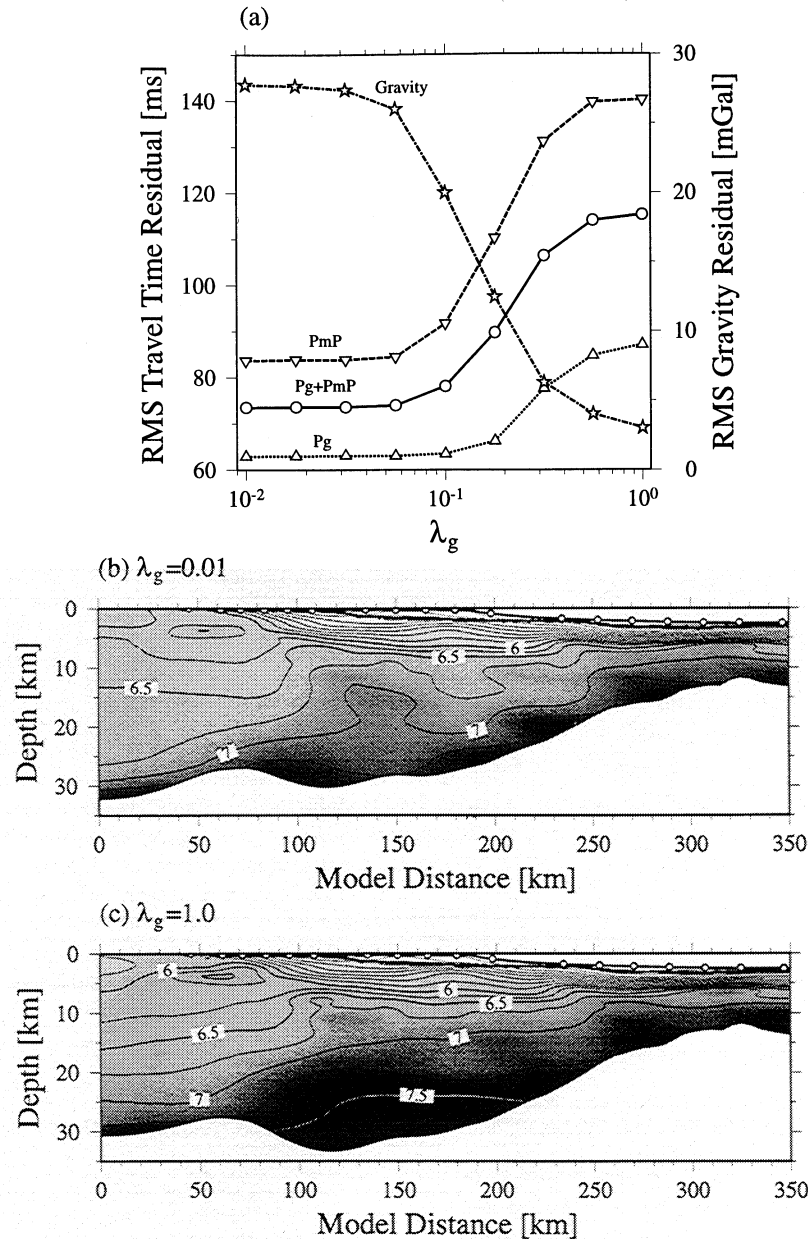 (a)
RMS Travel Time Residual [ms]
140
120
100
80
60
30
20
10
0
RMS Gravity Residual [mGal]
Gravity
PmP
Pg+PmP
Pg
10⁻² 10⁻¹ 10⁰
λg
(b) λg=0.01
0
10
20
30
Depth [km]
6
6.5
6.5
7
7
0 50 100 150 200 250 300 350
Model Distance [km]
(c) λg=1.0
0
10
20
30
Depth [km]
6
6
6.5
6.5
7
7
7.5
0 50 100 150 200 250 300 350
Model Distance [km]